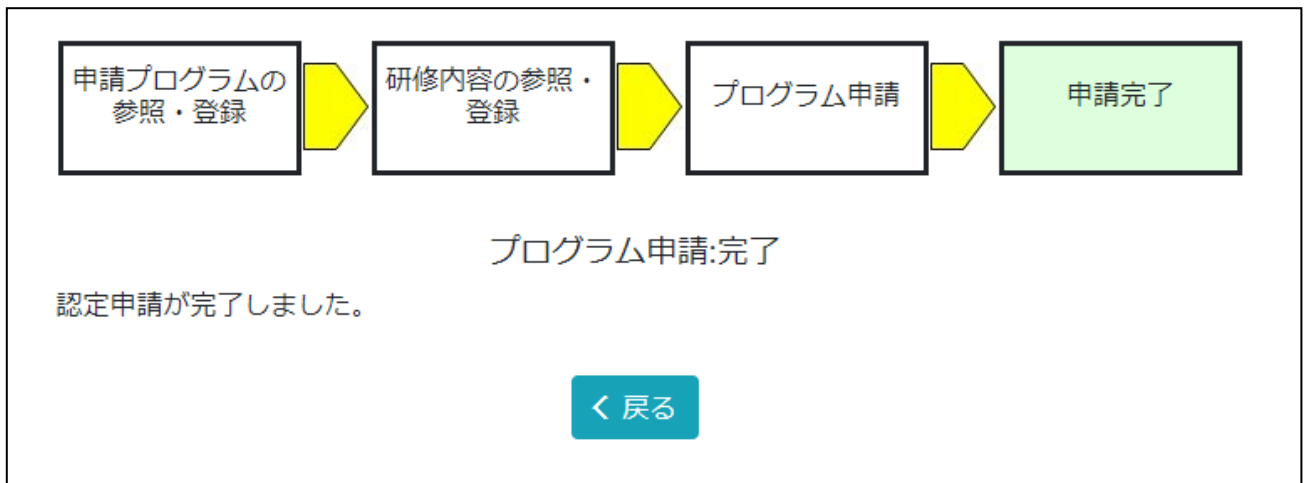 申請プログラムの
参照・登録
研修内容の参照・
登録
プログラム申請
申請完了
プログラム申請:完了
認定申請が完了しました。
戻る